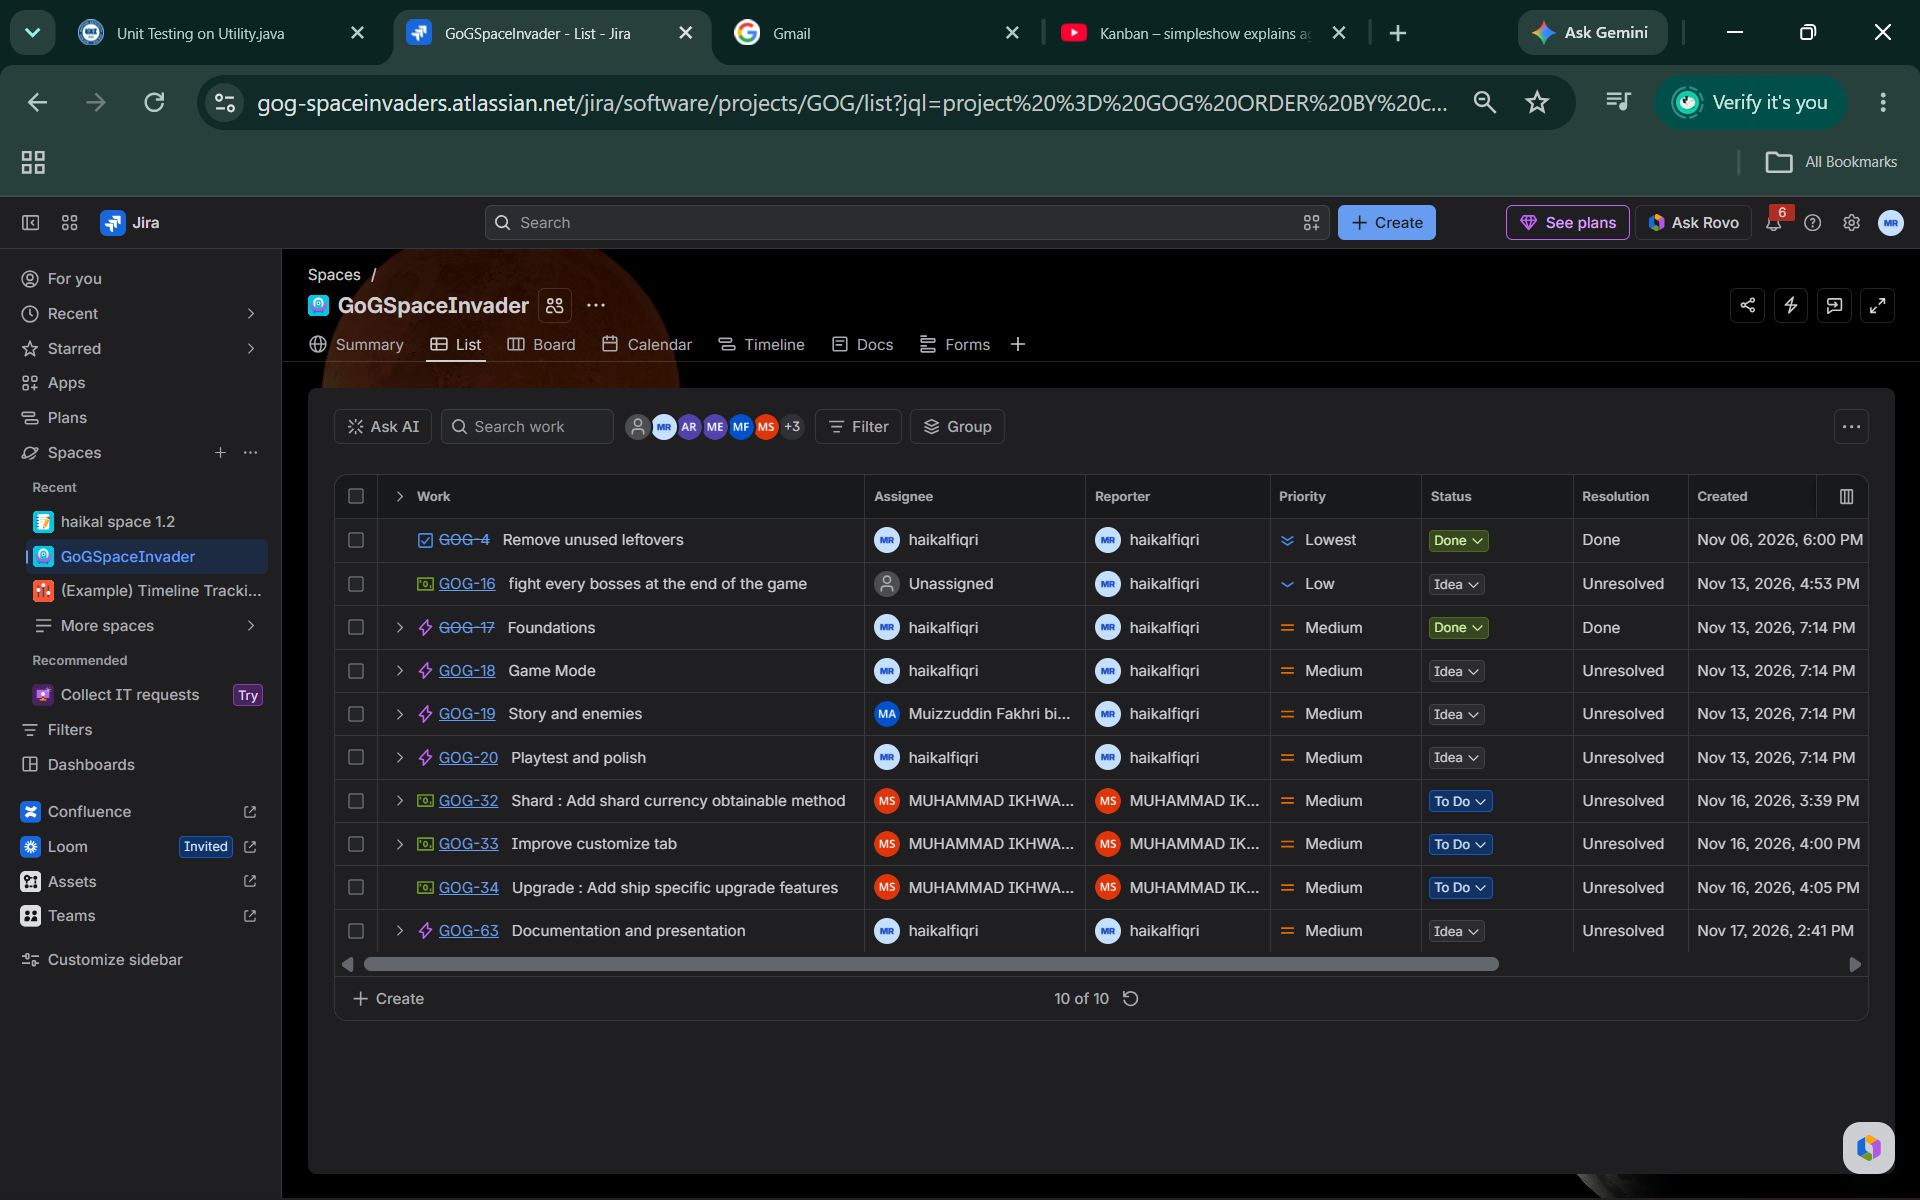 Unit Testing on Utility.java
GoGSpaceInvader - List - Jira
Gmail
Kanban – simpleshow explains ag
Ask Gemini
gog-spaceinvaders.atlassian.net/jira/software/projects/GOG/list?jql=project%20%3D%20GOG%20ORDER%20BY%20c...
Verify it's you
All Bookmarks
Jira
Search
Create
See plans
Ask Rovo
6
MR
For you
Recent
Starred
Apps
Plans
Spaces
Recent
haikal space 1.2
GoGSpaceInvader
(Example) Timeline Tracki...
More spaces
Recommended
Collect IT requests Try
Filters
Dashboards
Confluence
Loom Invited
Assets
Teams
Customize sidebar
Spaces /
GoGSpaceInvader
Summary List Board Calendar Timeline Docs Forms
Ask AI Search work MR AR ME MF MS +3 Filter Group
Work Assignee Reporter Priority Status Resolution Created
GOG-4 Remove unused leftovers MR haikalfiqri MR haikalfiqri Lowest Done Done Nov 06, 2026, 6:00 PM
GOG-16 fight every bosses at the end of the game Unassigned MR haikalfiqri Low Idea Unresolved Nov 13, 2026, 4:53 PM
GOG-17 Foundations MR haikalfiqri MR haikalfiqri Medium Done Done Nov 13, 2026, 7:14 PM
GOG-18 Game Mode MR haikalfiqri MR haikalfiqri Medium Idea Unresolved Nov 13, 2026, 7:14 PM
GOG-19 Story and enemies MA Muizzuddin Fakhri bi... MR haikalfiqri Medium Idea Unresolved Nov 13, 2026, 7:14 PM
GOG-20 Playtest and polish MR haikalfiqri MR haikalfiqri Medium Idea Unresolved Nov 13, 2026, 7:14 PM
GOG-32 Shard : Add shard currency obtainable method MS MUHAMMAD IKHWA... MS MUHAMMAD IK... Medium To Do Unresolved Nov 16, 2026, 3:39 PM
GOG-33 Improve customize tab MS MUHAMMAD IKHWA... MS MUHAMMAD IK... Medium To Do Unresolved Nov 16, 2026, 4:00 PM
GOG-34 Upgrade : Add ship specific upgrade features MS MUHAMMAD IKHWA... MS MUHAMMAD IK... Medium To Do Unresolved Nov 16, 2026, 4:05 PM
GOG-63 Documentation and presentation MR haikalfiqri MR haikalfiqri Medium Idea Unresolved Nov 17, 2026, 2:41 PM
Create
10 of 10